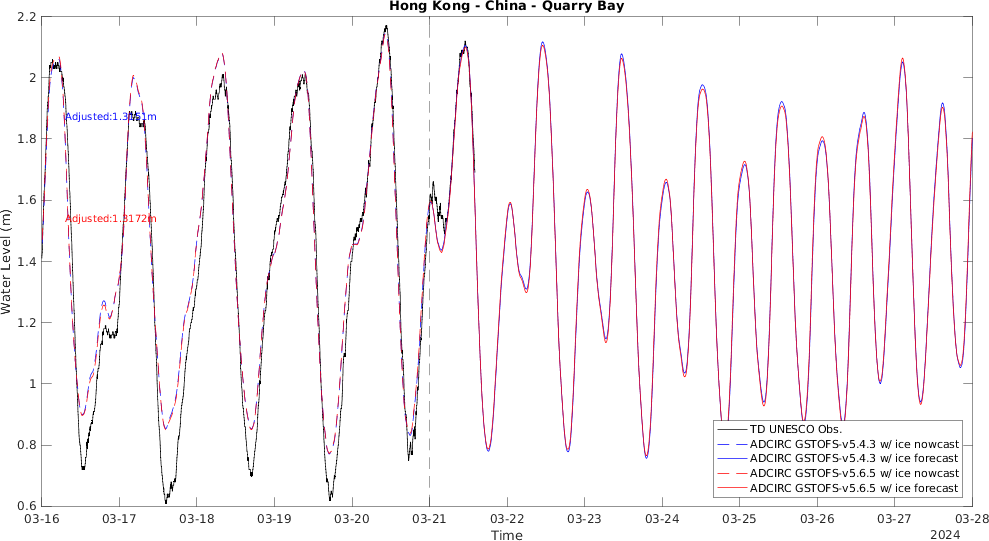 Hong Kong - China - Quarry Bay
2.2
2
1.8
1.6
1.4
1.2
1
0.8
0.6
Water Level (m)
Adjusted:1.3172m
03-16
03-17
03-18
03-19
03-20
03-21
03-22
03-23
03-24
03-25
03-26
03-27
03-28
Time
2024
TD UNESCO Obs.
ADCIRC GSTOFS-v5.4.3 w/ ice nowcast
ADCIRC GSTOFS-v5.4.3 w/ ice forecast
ADCIRC GSTOFS-v5.6.5 w/ ice nowcast
ADCIRC GSTOFS-v5.6.5 w/ ice forecast